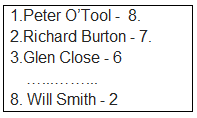 1.Peter O’Tool - 8.
2.Richard Burton - 7.
3.Glen Close - 6
…...……...
8. Will Smith - 2